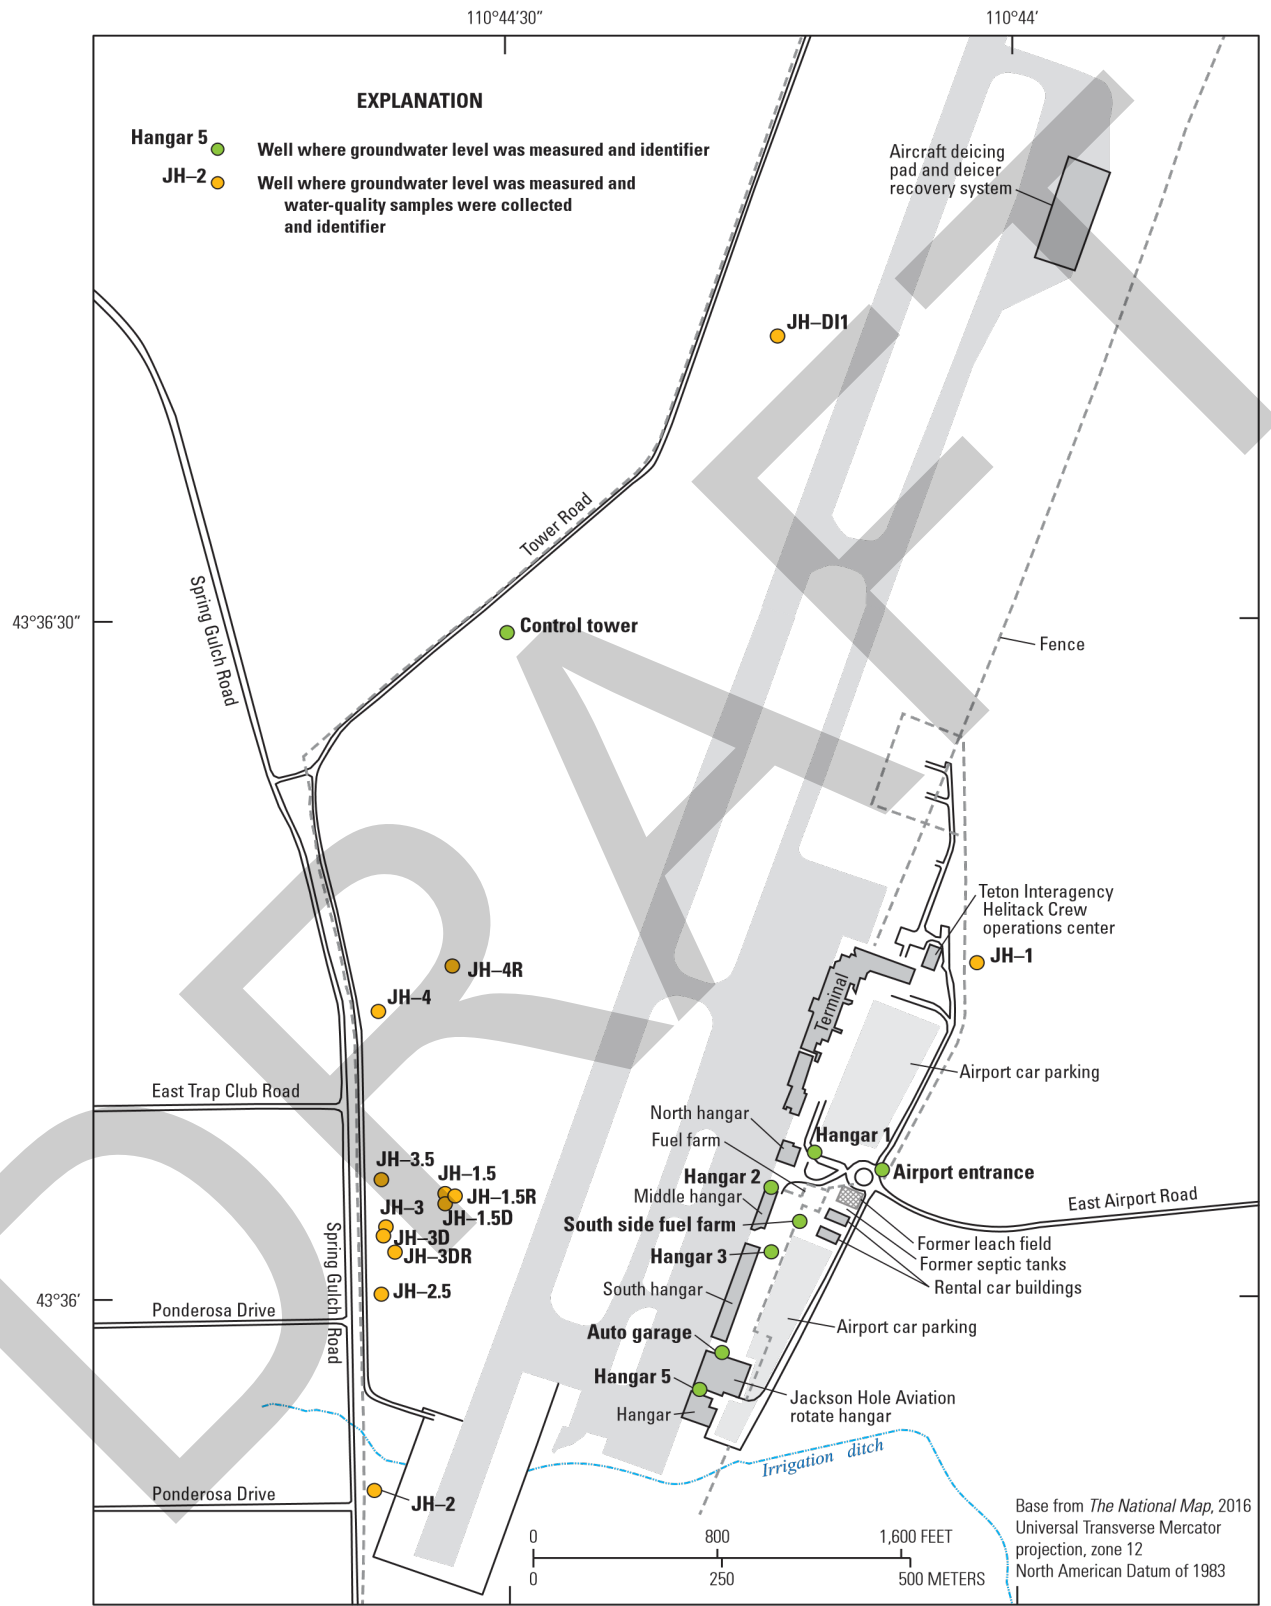 110°44′30″
110°44′
EXPLANATION
Hangar 5
Well where groundwater level was measured and identifier
JH–2
Well where groundwater level was measured and
water-quality samples were collected
and identifier
Aircraft deicing
pad and deicer
recovery system
JH–DI1
Tower Road
Spring Gulch Road
43°36′30″
Control tower
Fence
Teton Interagency
Helitack Crew
operations center
JH–1
JH–4R
JH–4
Terminal
Airport car parking
East Trap Club Road
North hangar
Hangar 1
Fuel farm
JH–3.5
JH–1.5
Airport entrance
Hangar 2
JH–1.5R
Middle hangar
East Airport Road
JH–3
JH–1.5D
South side fuel farm
JH–3D
Former leach field
JH–3DR
Hangar 3
Former septic tanks
Rental car buildings
JH–2.5
South hangar
43°36′
Ponderosa Drive
Spring Gulch Road
Airport car parking
Auto garage
Hangar 5
Jackson Hole Aviation
rotate hangar
Hangar
Irrigation ditch
Ponderosa Drive
JH–2
0 800 1,600 FEET
0 250 500 METERS
Base from The National Map, 2016
Universal Transverse Mercator
projection, zone 12
North American Datum of 1983
DRAFT